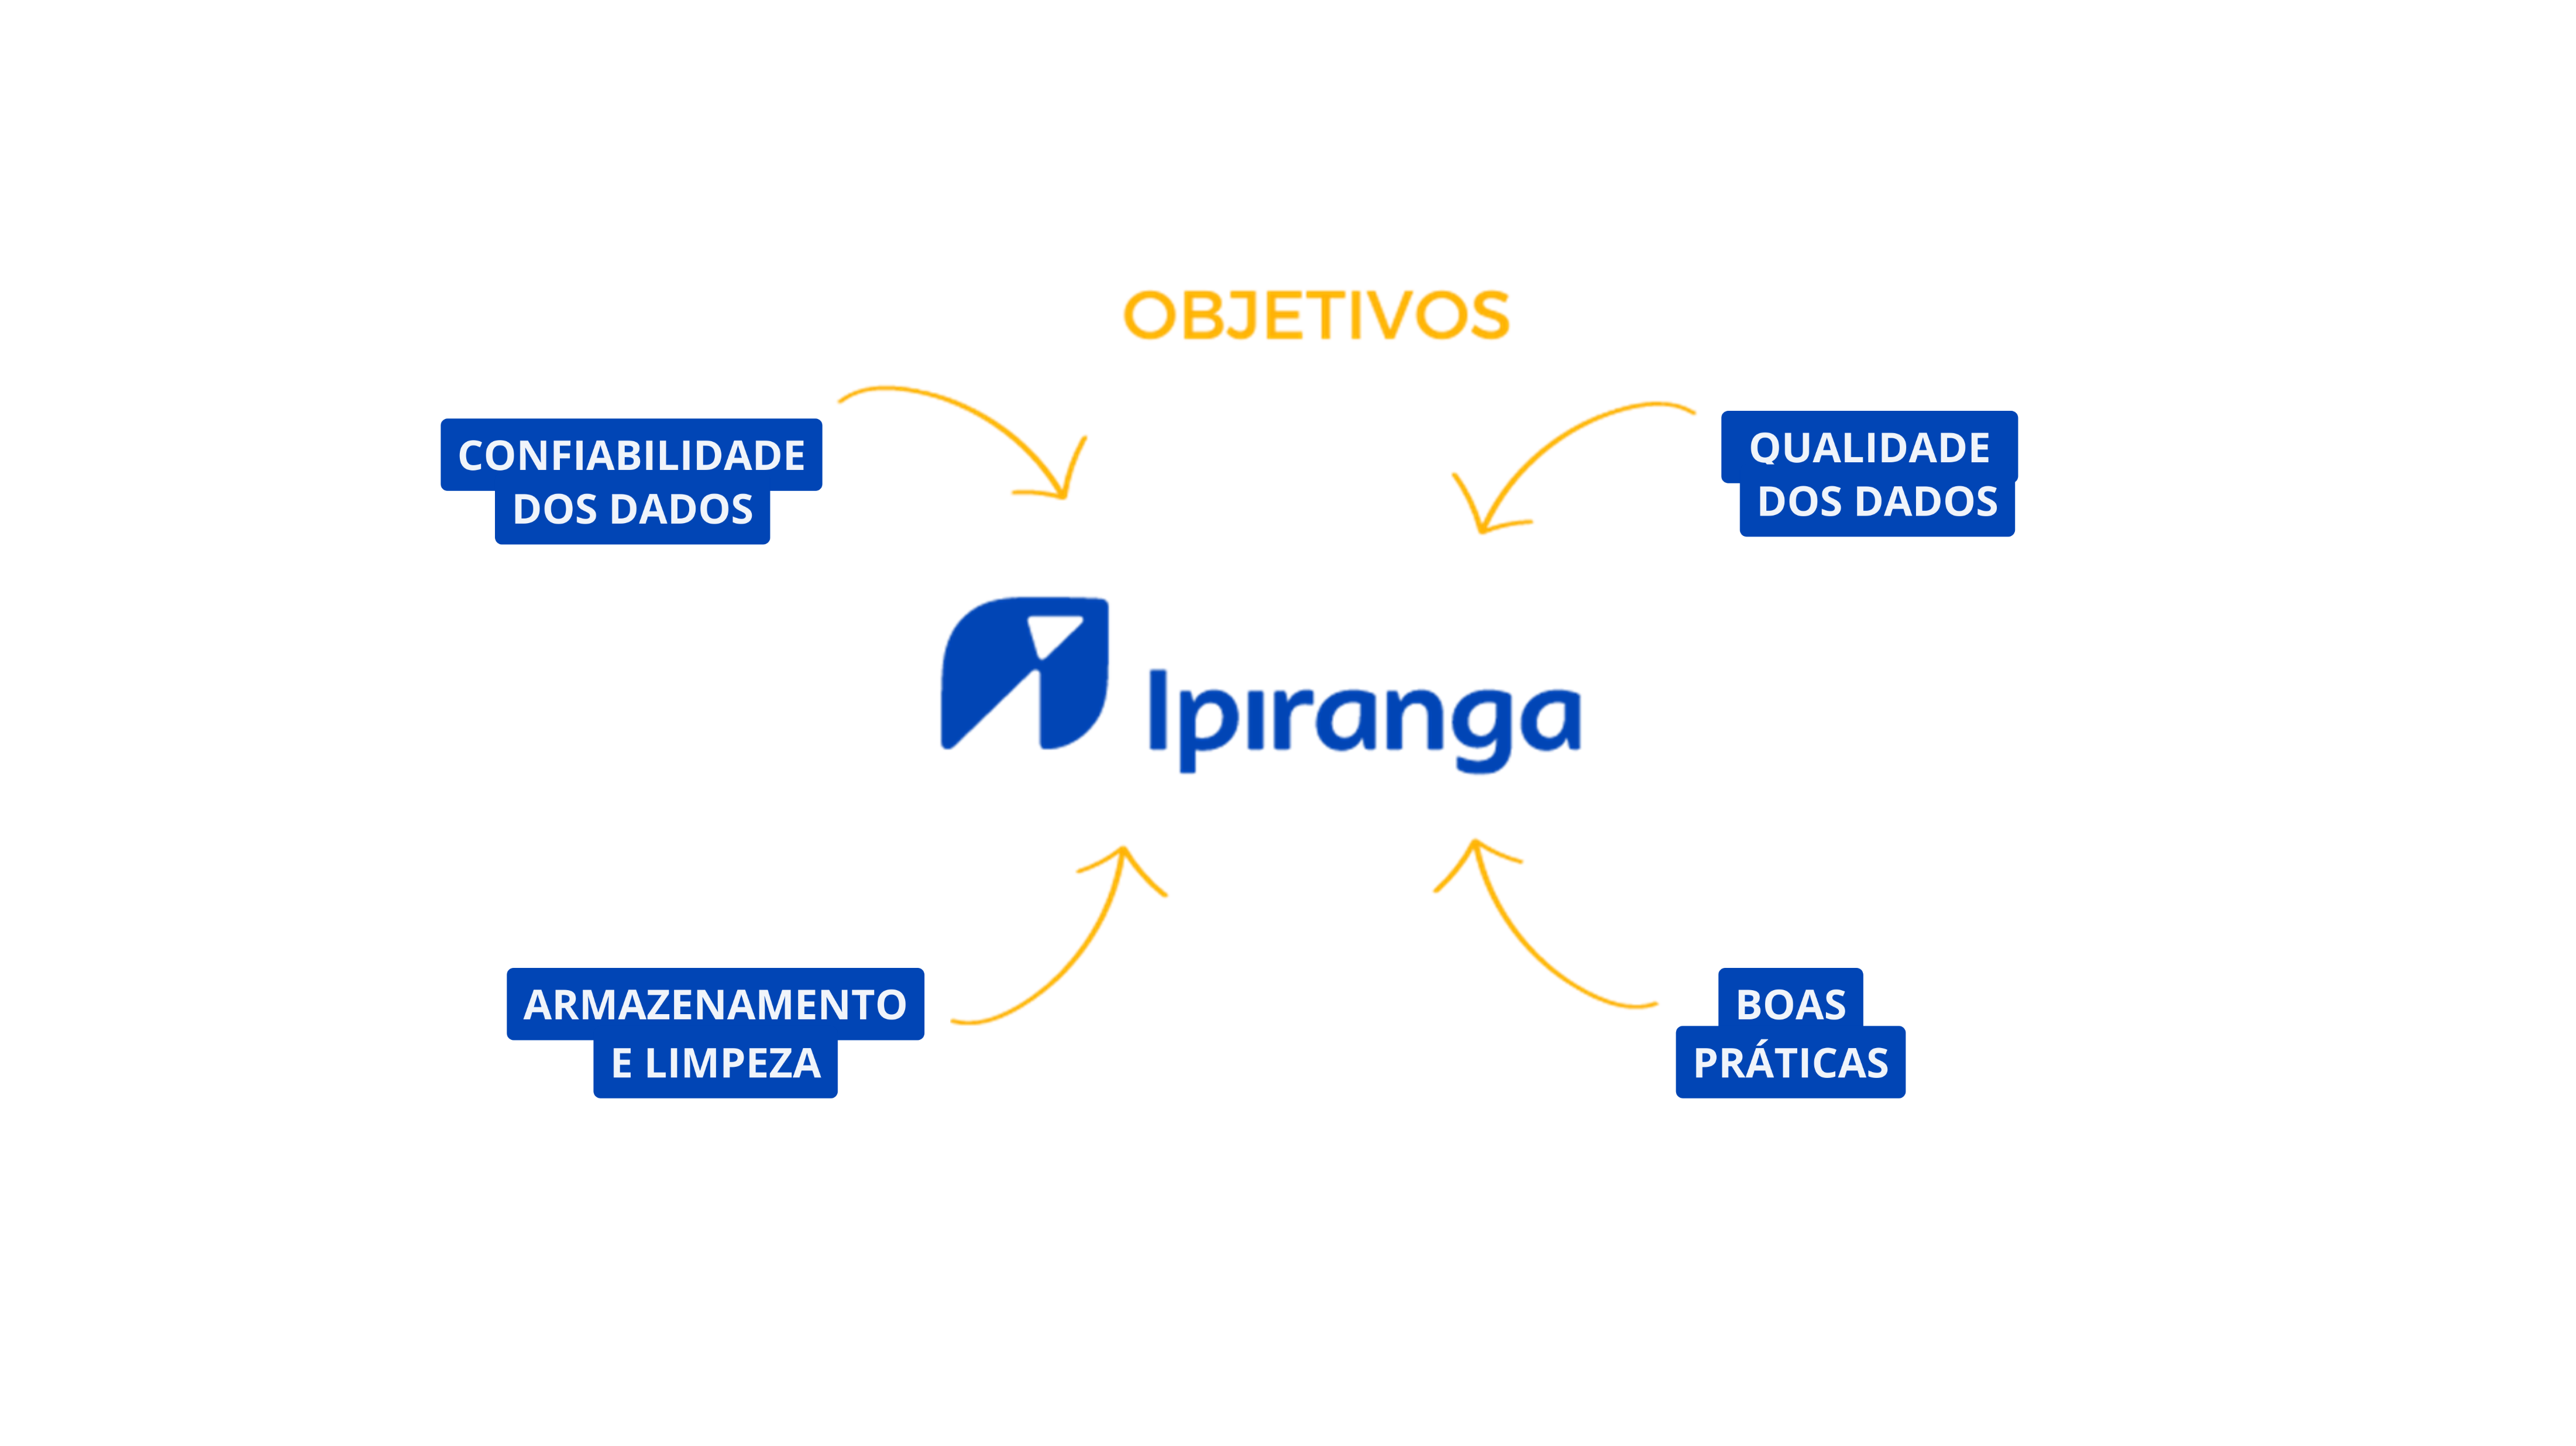 OBJETIVOS
CONFIABILIDADE
DOS DADOS
QUALIDADE
DOS DADOS
Ipiranga
ARMAZENAMENTO
E LIMPEZA
BOAS
PRÁTICAS